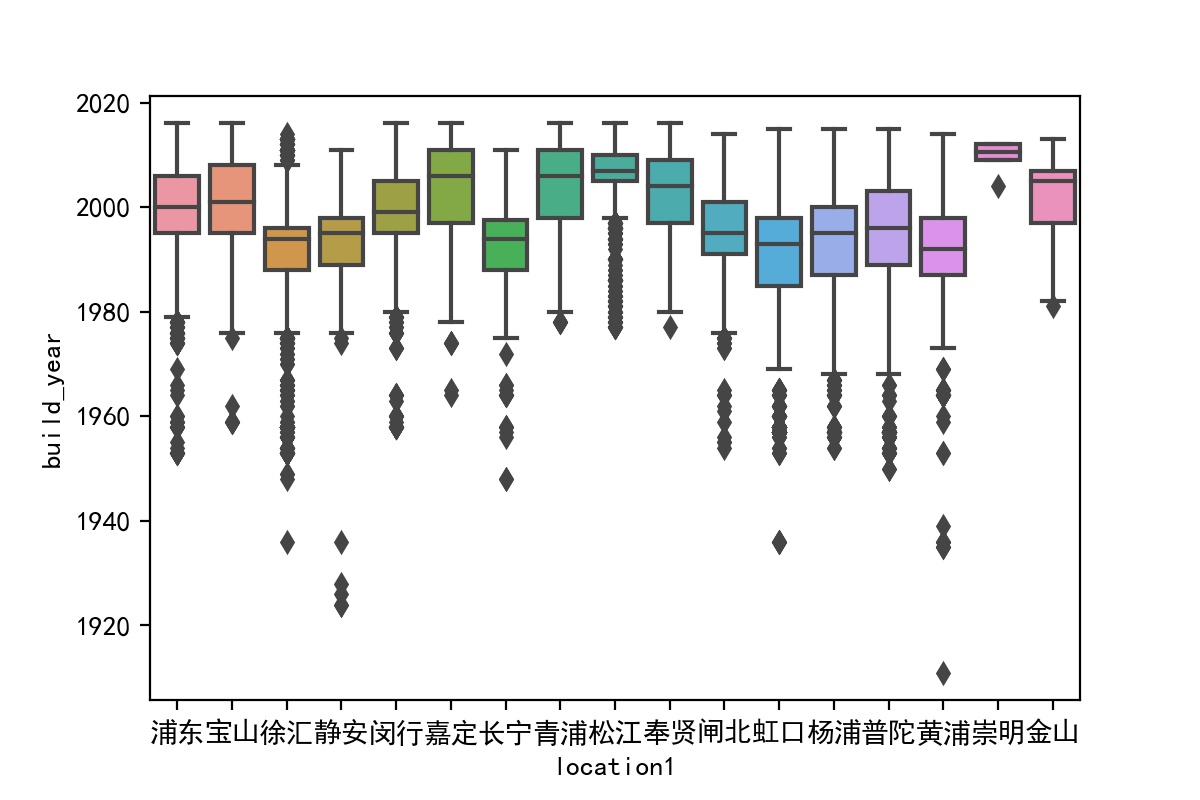 2020
2000
1980
1960
1940
1920
build_year
浦东 宝山 徐汇 静安 闵行 嘉定 长宁 青浦 松江 奉贤 闸北 虹口 杨浦 普陀 黄浦 崇明 金山
location1